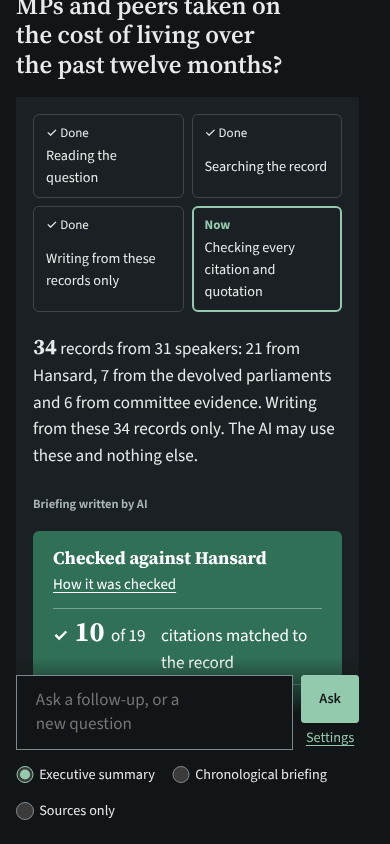 MPs and peers taken on
the cost of living over
the past twelve months?
✓ Done
Reading the
question
✓ Done
Searching the record
✓ Done
Writing from these
records only
Now
Checking every
citation and
quotation
34 records from 31 speakers: 21 from
Hansard, 7 from the devolved parliaments
and 6 from committee evidence. Writing
from these 34 records only. The AI may use
these and nothing else.
Briefing written by AI
Checked against Hansard
How it was checked
✓ 10 of 19 citations matched to
the record
Ask a follow-up, or a
new question
Ask
Settings
Executive summary
Chronological briefing
Sources only